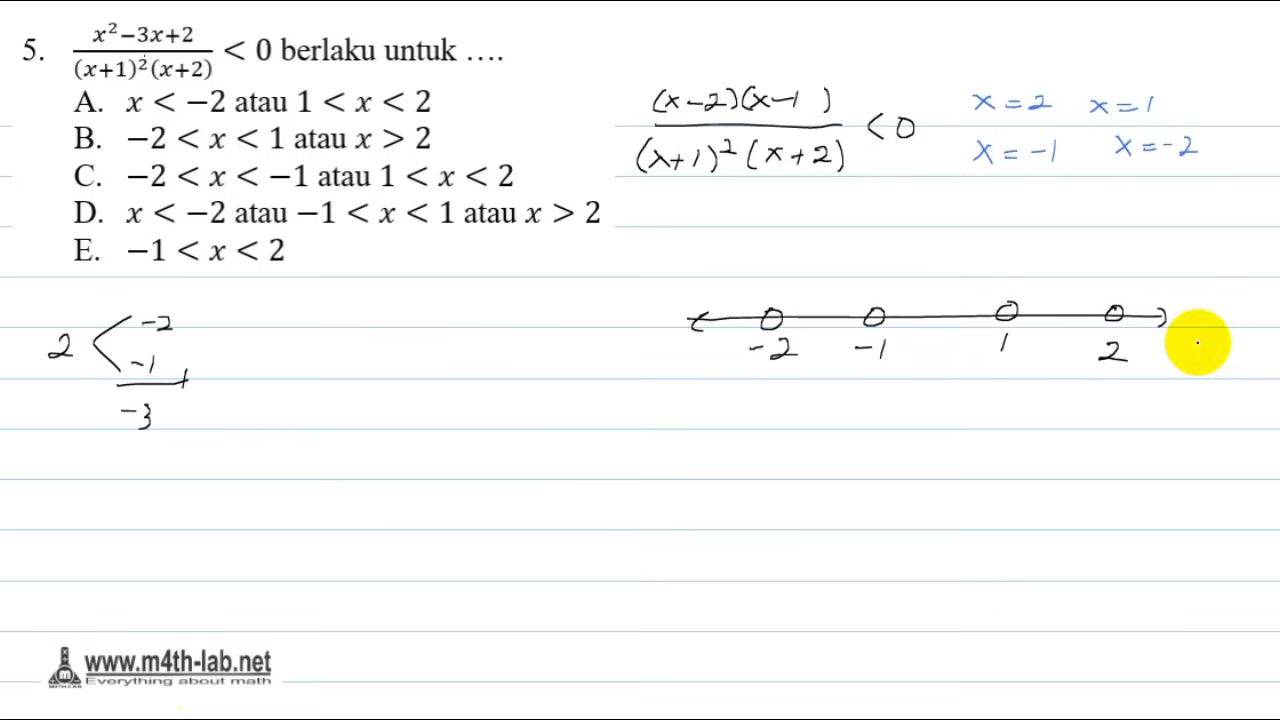 5. \frac{x²−3x+2}{(x+1)²(x+2)} < 0 berlaku untuk ….
A. x < −2 atau 1 < x < 2
B. −2 < x < 1 atau x > 2
C. −2 < x < −1 atau 1 < x < 2
D. x < −2 atau −1 < x < 1 atau x > 2
E. −1 < x < 2
\frac{(x−2)(x−1)}{(x+1)²(x+2)} < 0
x = 2 x = 1
x = −1 x = −2
2 < −2
−1 +
−3
−2 −1 1 2
www.m4th-lab.net
Everything about math